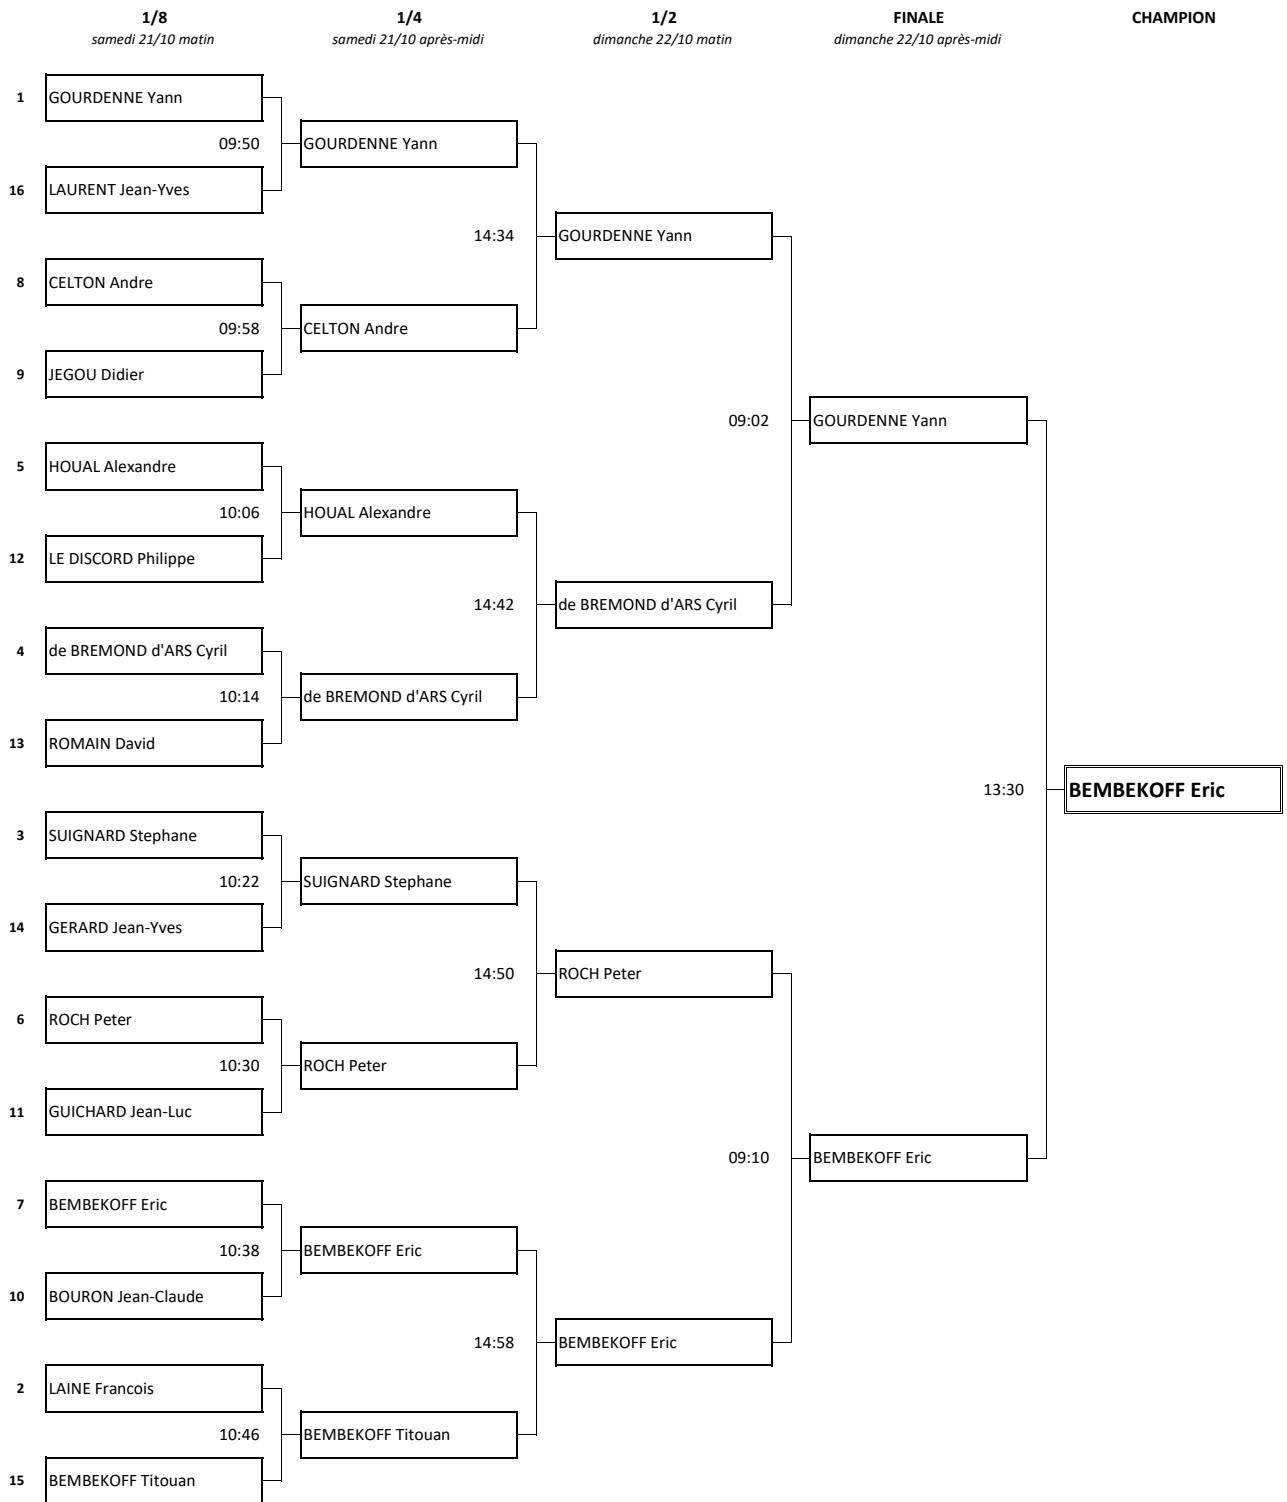 1/8 1/4 1/2 FINALE CHAMPION
samedi 21/10 matin samedi 21/10 après-midi dimanche 22/10 matin dimanche 22/10 après-midi
1 GOURDENNE Yann
09:50 GOURDENNE Yann
16 LAURENT Jean-Yves
14:34 GOURDENNE Yann
8 CELTON Andre
09:58 CELTON Andre
9 JEGOU Didier
09:02 GOURDENNE Yann
5 HOUAL Alexandre
10:06 HOUAL Alexandre
12 LE DISCORD Philippe
14:42 de BREMOND d'ARS Cyril
4 de BREMOND d'ARS Cyril
10:14 de BREMOND d'ARS Cyril
13 ROMAIN David
13:30 BEMBEKOFF Eric
3 SUIGNARD Stephane
10:22 SUIGNARD Stephane
14 GERARD Jean-Yves
14:50 ROCH Peter
6 ROCH Peter
10:30 ROCH Peter
11 GUICHARD Jean-Luc
09:10 BEMBEKOFF Eric
7 BEMBEKOFF Eric
10:38 BEMBEKOFF Eric
10 BOURON Jean-Claude
14:58 BEMBEKOFF Eric
2 LAINE Francois
10:46 BEMBEKOFF Titouan
15 BEMBEKOFF Titouan